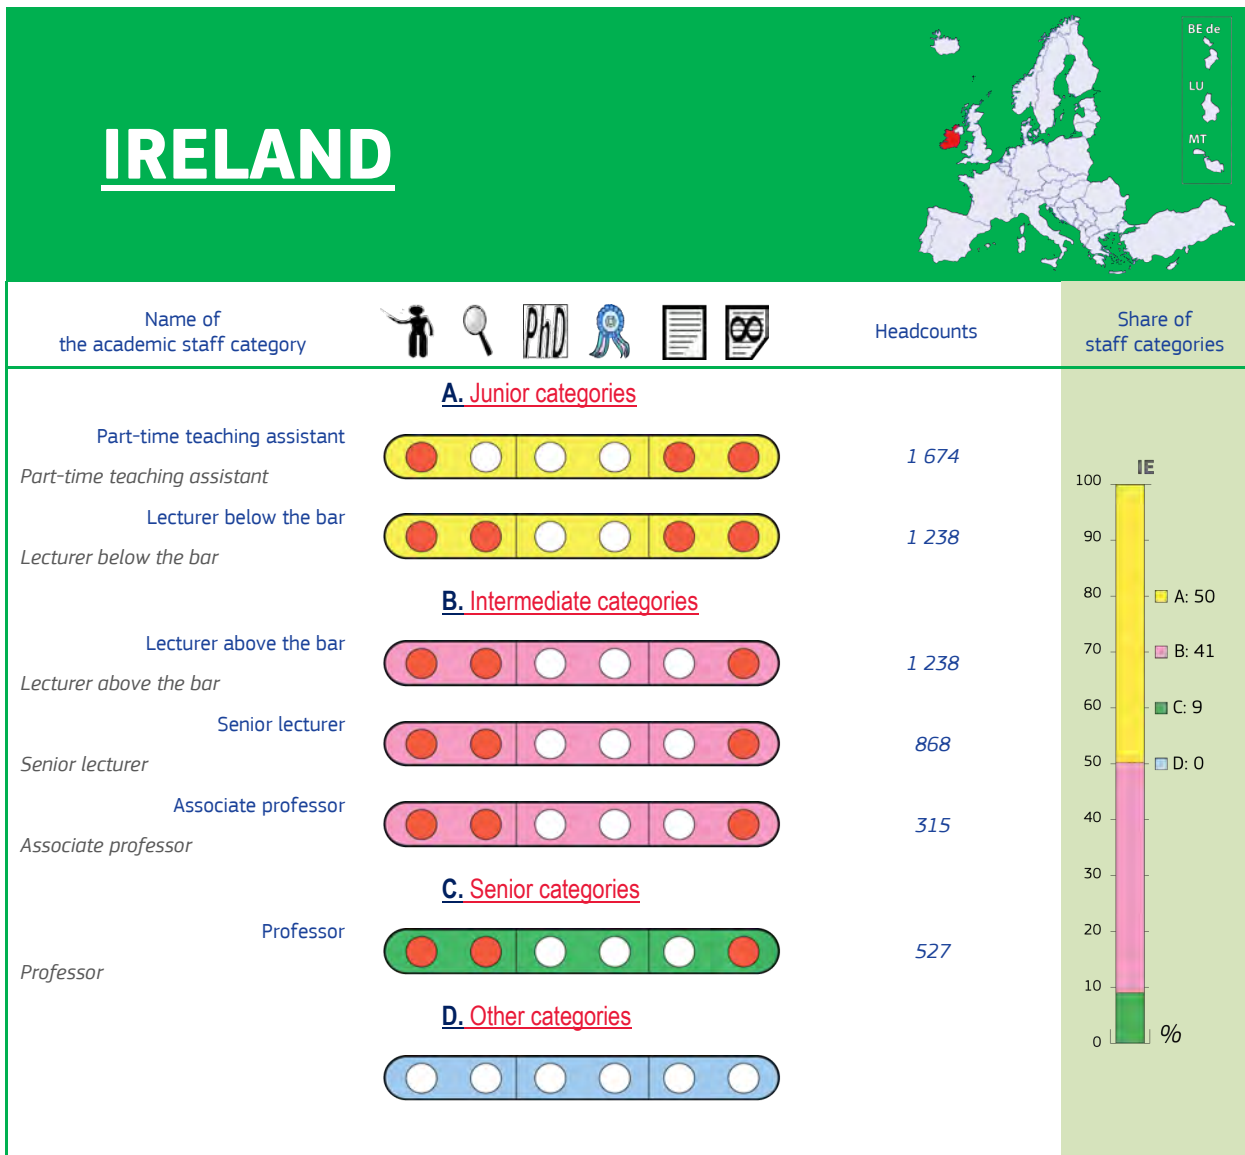 BE de
LU
MT
IRELAND
Name of
the academic staff category
PhD
Headcounts
Share of
staff categories
A. Junior categories
Part-time teaching assistant
Part-time teaching assistant
1 674
Lecturer below the bar
Lecturer below the bar
1 238
B. Intermediate categories
Lecturer above the bar
Lecturer above the bar
1 238
Senior lecturer
Senior lecturer
868
Associate professor
Associate professor
315
C. Senior categories
Professor
Professor
527
D. Other categories
IE
100
90
80
70
60
50
40
30
20
10
0
%
A: 50
B: 41
C: 9
D: 0